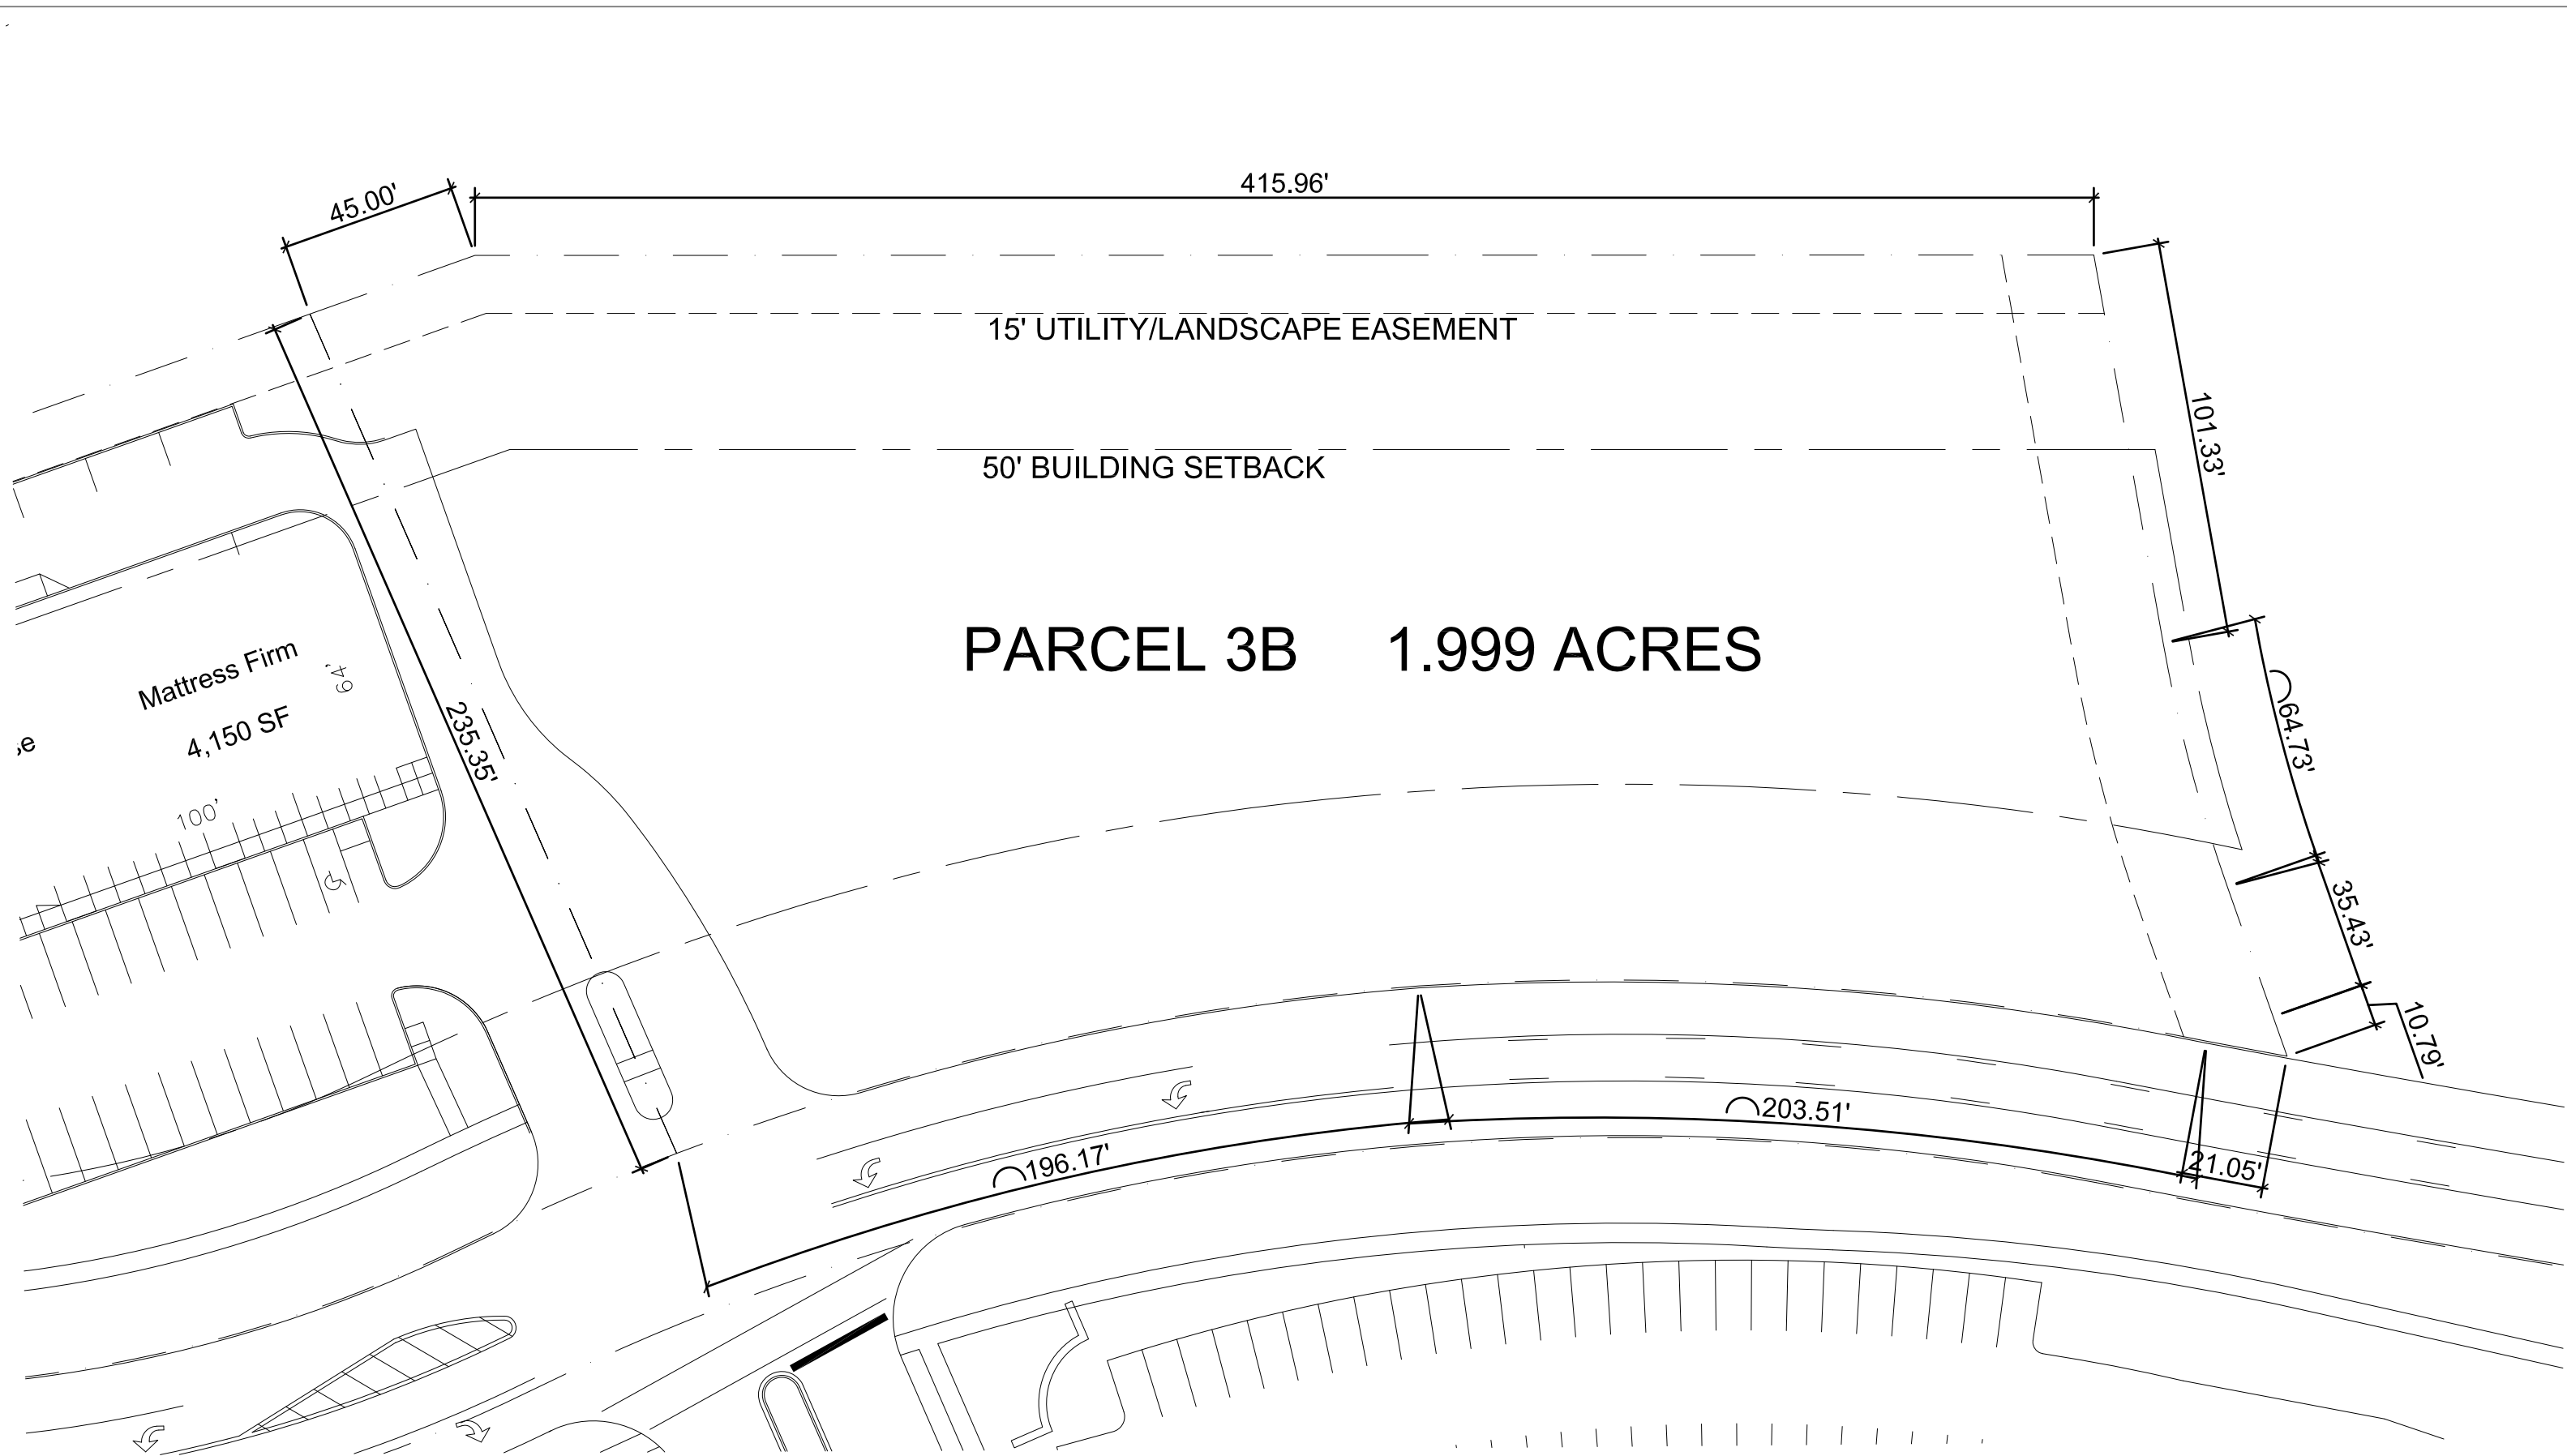 45.00'
415.96'
15' UTILITY/LANDSCAPE EASEMENT
50' BUILDING SETBACK
101.33'
PARCEL 3B 1.999 ACRES
Mattress Firm
4,150 SF
64'
100'
235.35'
64.73'
35.43'
10.79'
203.51'
196.17'
21.05'